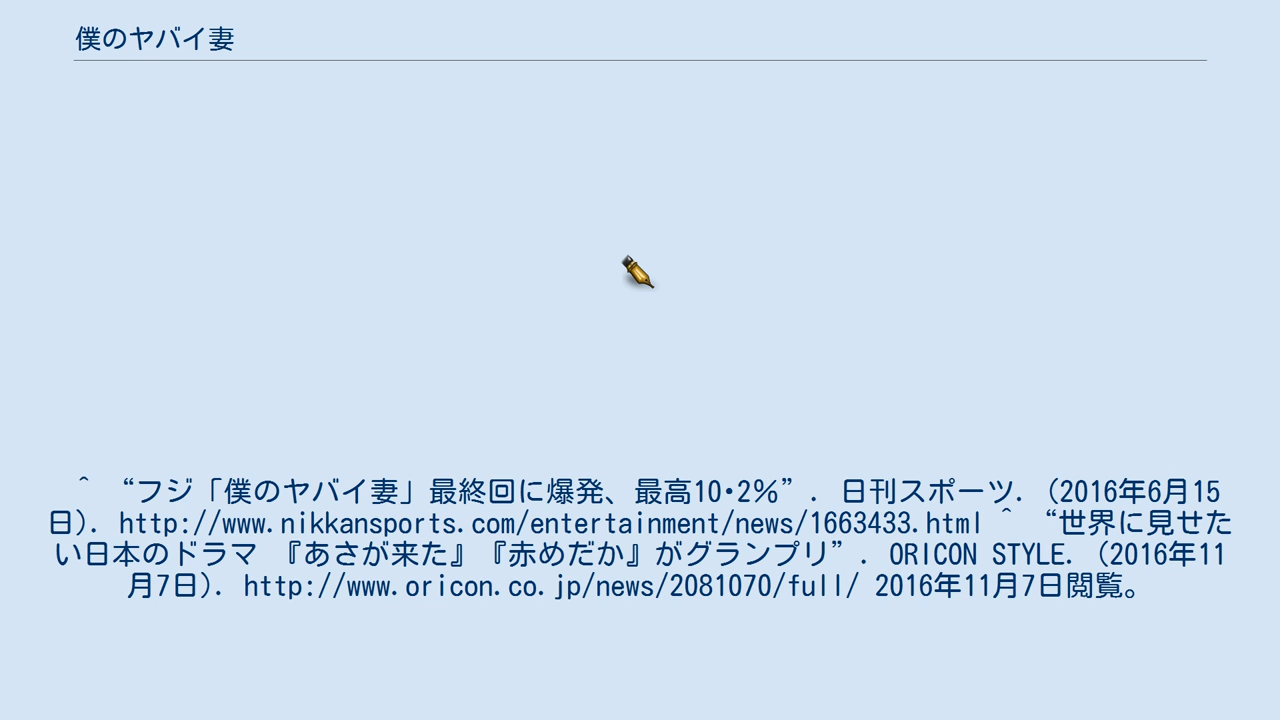 僕のヤバイ妻
^ “フジ「僕のヤバイ妻」最終回に爆発、最高10・2%”. 日刊スポーツ. (2016年6月15
日). http://www.nikkansports.com/entertainment/news/1663433.html ^ “世界に見せた
い日本のドラマ 『あさが来た』『赤めだか』がグランプリ”. ORICON STYLE. (2016年11
月7日). http://www.oricon.co.jp/news/2081070/full/ 2016年11月7日閲覧。